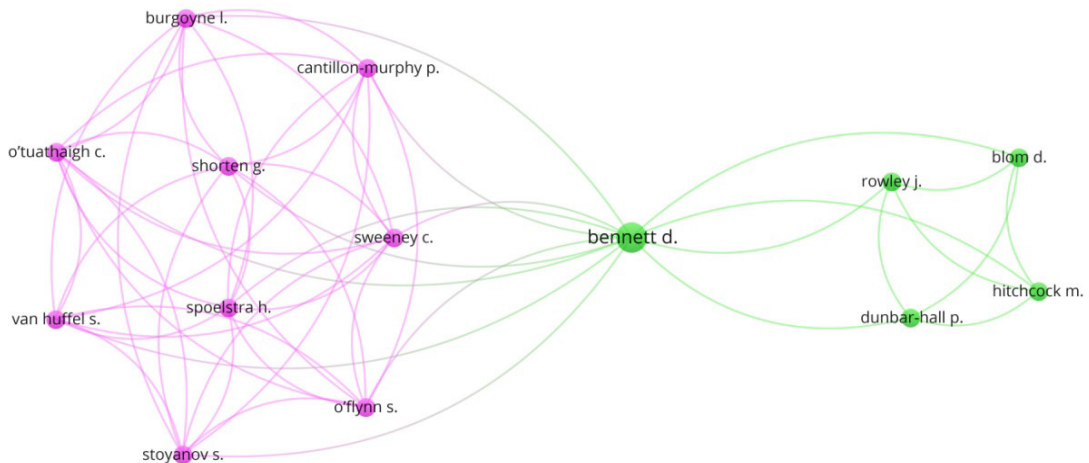 burgoyne l.
cantillon-murphy p.
o'tuathaigh c.
shorten g.
blom d.
rowley j.
sweeney c.
bennett d.
hitchcock m.
spoelstra h.
van huffel s.
dunbar-hall p.
o'flynn s.
stoyanov s.